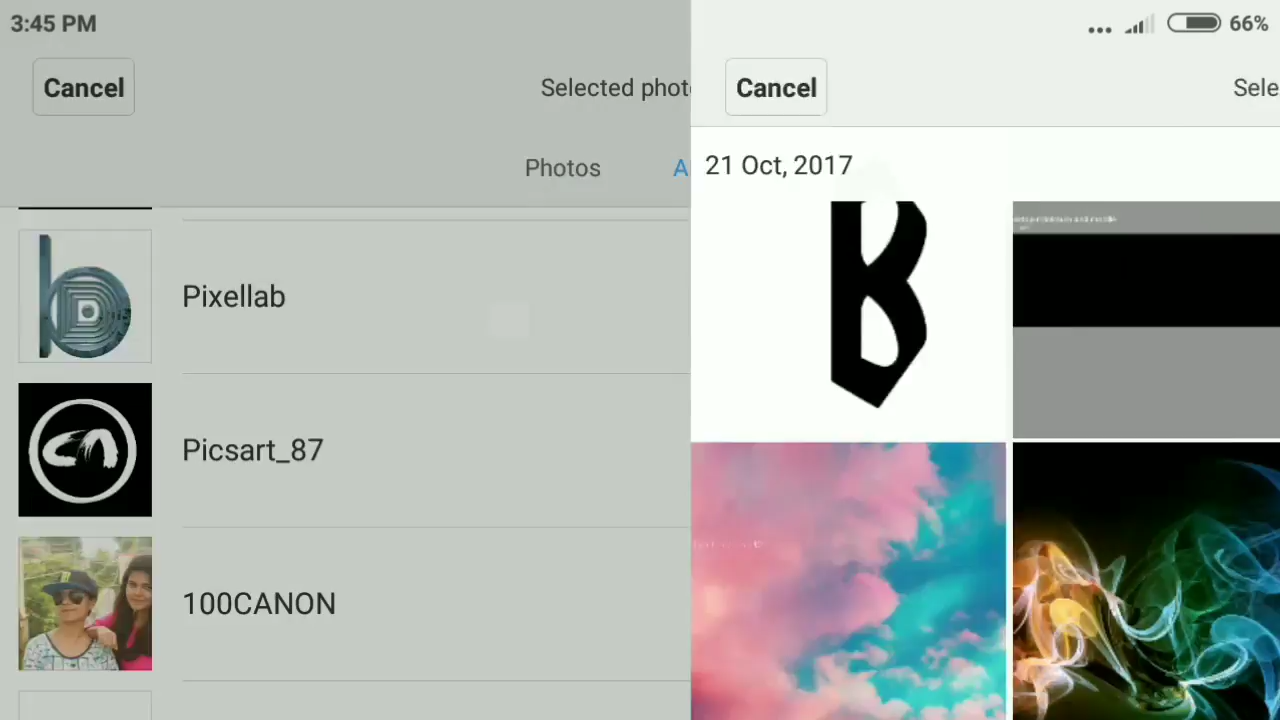 3:45 PM
66%
Cancel
Selected phot
Cancel
Sele
Photos
A
21 Oct, 2017
Pixellab
Picsart_87
100CANON